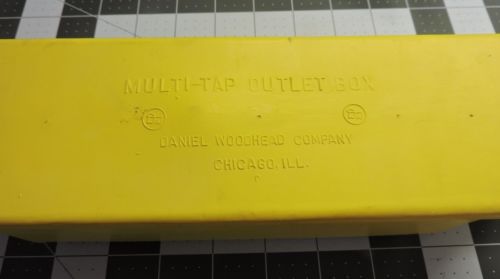 MULTI-TAP OUTLET BOX
DANIEL WOODHEAD COMPANY
CHICAGO, ILL.